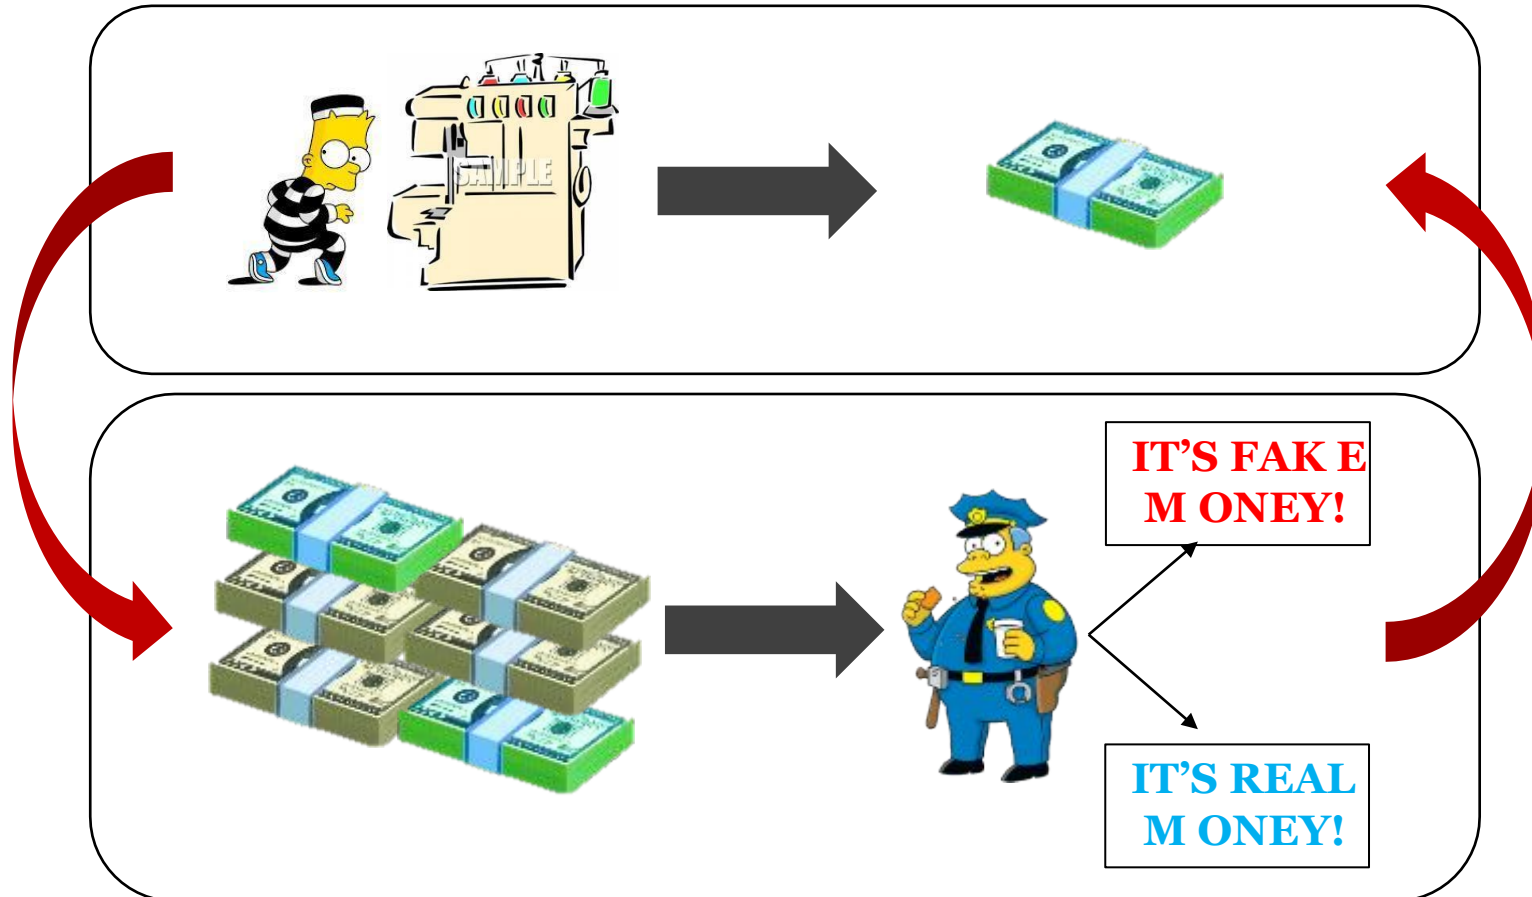 SAMPLE
IT’S FAK E
M ONEY!
IT’S REAL
M ONEY!